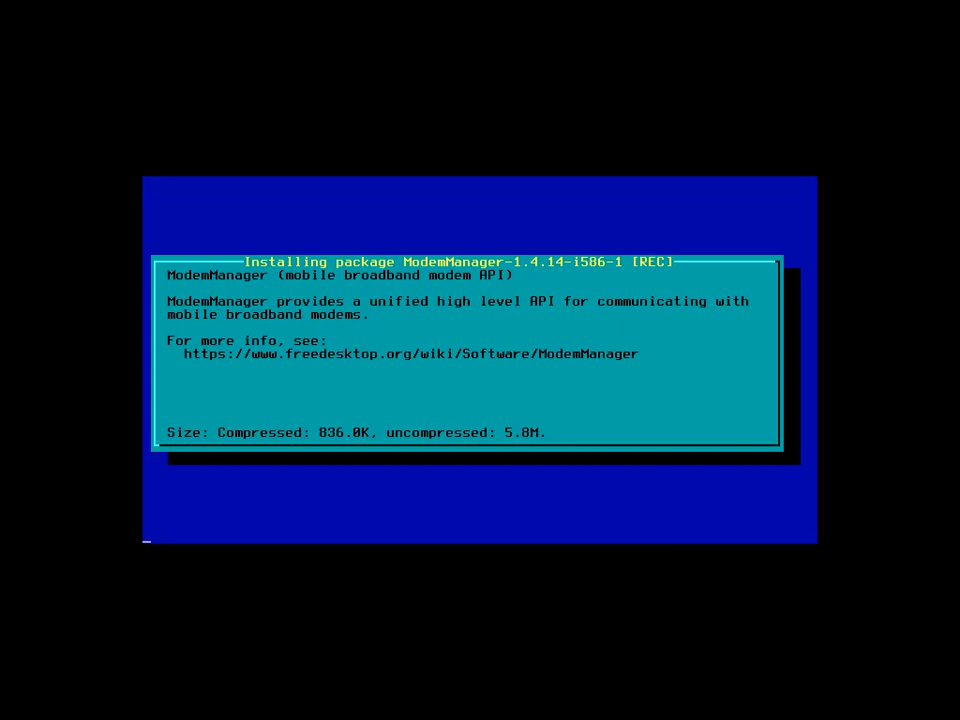 Installing package ModemManager-1.4.14-i586-1 [REC]
ModemManager (mobile broadband modem API)
ModemManager provides a unified high level API for communicating with
mobile broadband modems.
For more info, see:
https://www.freedesktop.org/wiki/Software/ModemManager
Size: Compressed: 836.0K, uncompressed: 5.8M.